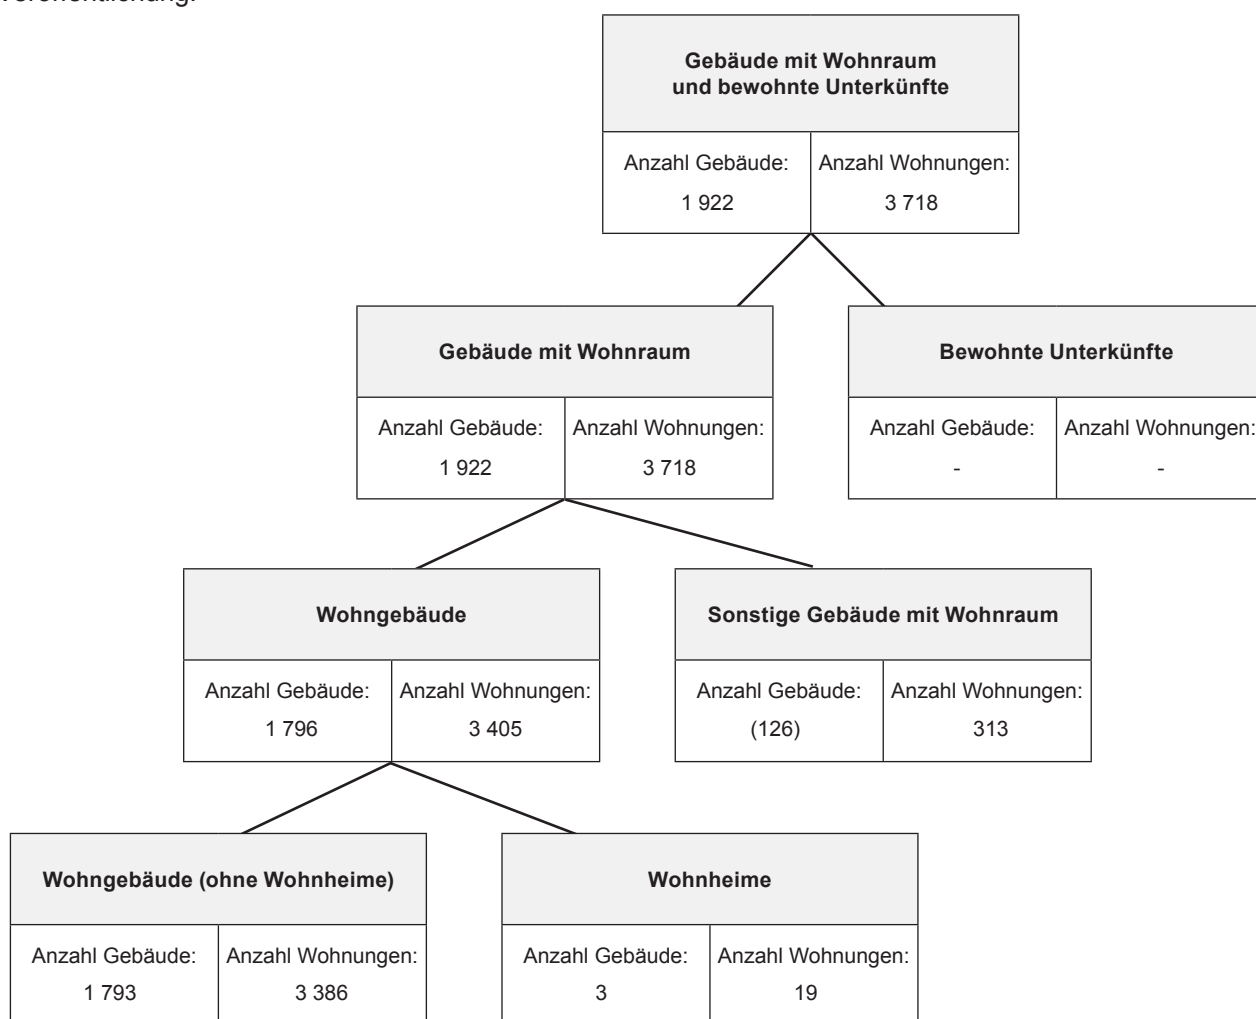 Veröffentlichung.
Gebäude mit Wohnraum
und bewohnte Unterkünfte
Anzahl Gebäude: Anzahl Wohnungen:
1 922 3 718
Gebäude mit Wohnraum Bewohnte Unterkünfte
Anzahl Gebäude: Anzahl Wohnungen: Anzahl Gebäude: Anzahl Wohnungen:
1 922 3 718 - -
Wohngebäude Sonstige Gebäude mit Wohnraum
Anzahl Gebäude: Anzahl Wohnungen: Anzahl Gebäude: Anzahl Wohnungen:
1 796 3 405 (126) 313
Wohngebäude (ohne Wohnheime) Wohnheime
Anzahl Gebäude: Anzahl Wohnungen: Anzahl Gebäude: Anzahl Wohnungen:
1 793 3 386 3 19